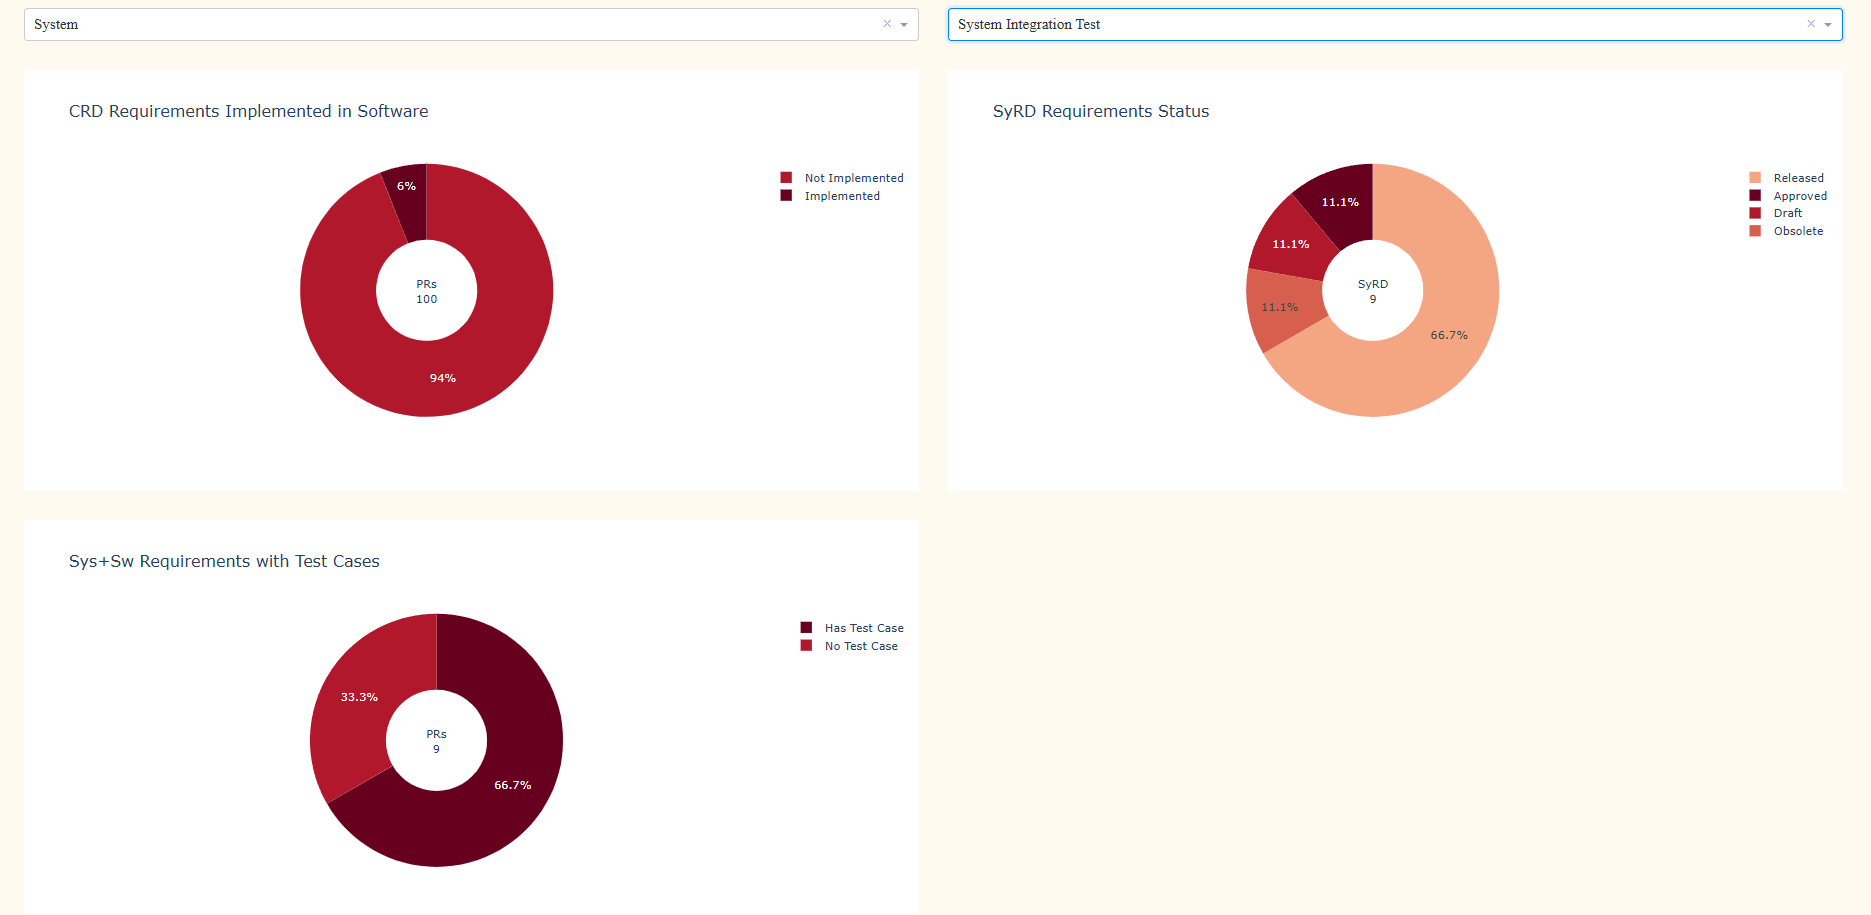 System
System Integration Test
CRD Requirements Implemented in Software
6%
94%
PRs
100
Not Implemented
Implemented
SyRD Requirements Status
11.1%
11.1%
11.1%
66.7%
SyRD
9
Released
Approved
Draft
Obsolete
Sys+Sw Requirements with Test Cases
33.3%
66.7%
PRs
9
Has Test Case
No Test Case